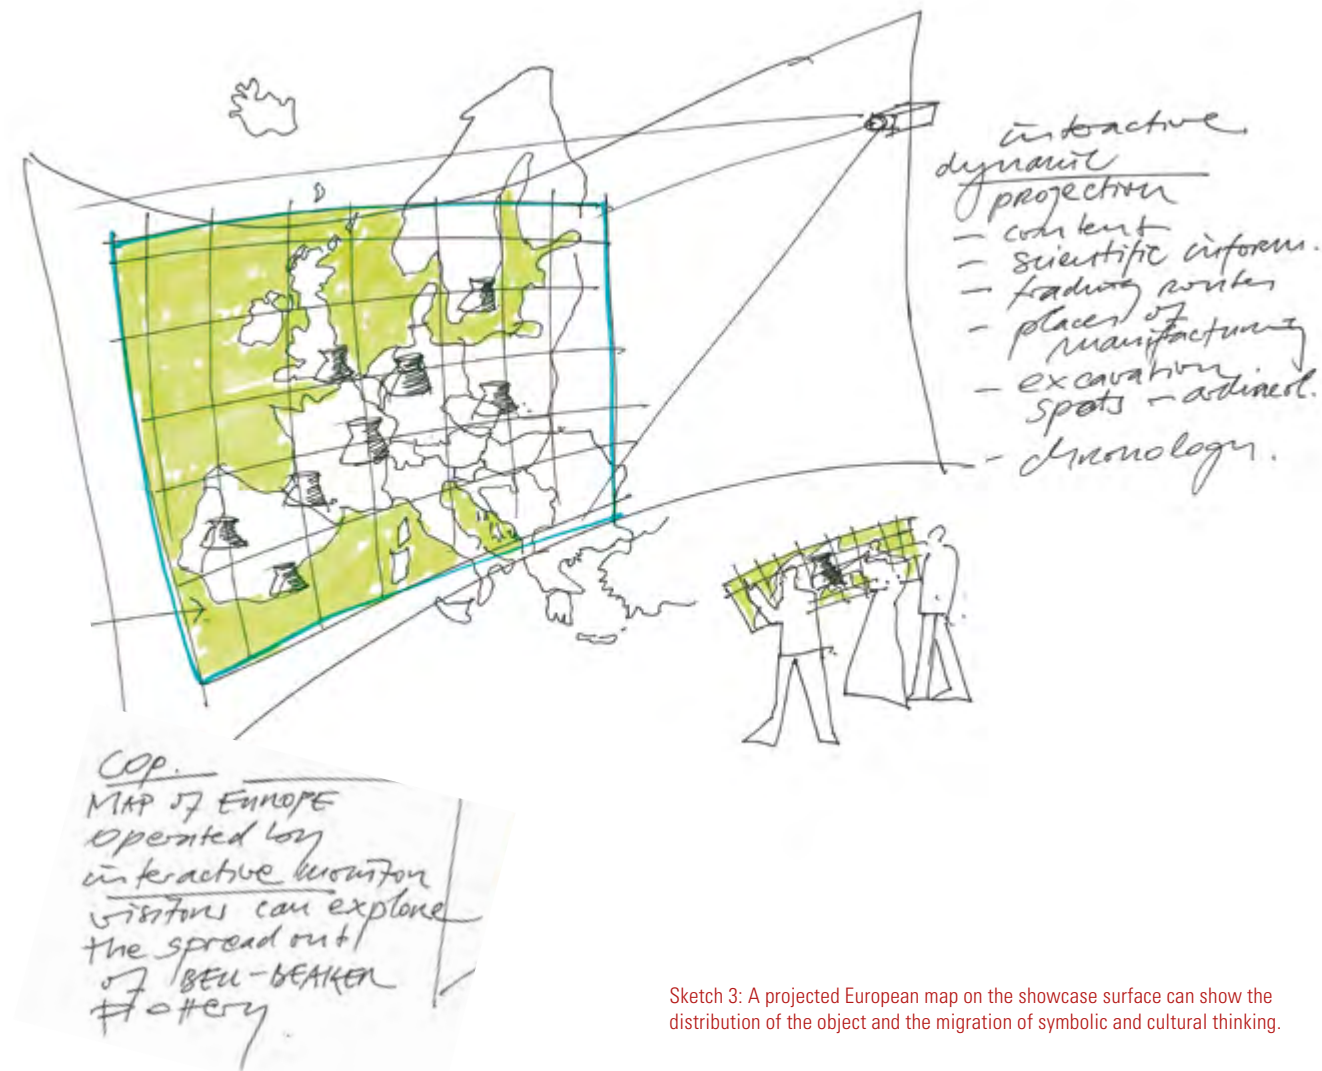 interactive
dynamic
projection
- content
- scientific inform.
- trading routes
- places of
manufacturing
- excavation
spots -
- chronology.
COP.
MAP of EUROPE
operated by
interactive monitor
visitors can explore
the spread out
of BELL-BEAKER
pottery.
Sketch 3: A projected European map on the showcase surface can show the
distribution of the object and the migration of symbolic and cultural thinking.